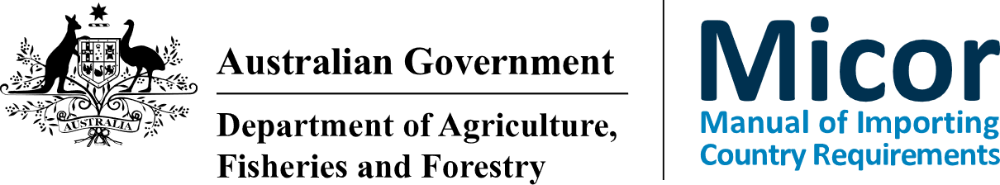 AUSTRALIA
Australian Government
Department of Agriculture,
Fisheries and Forestry
Micor
Manual of Importing
Country Requirements